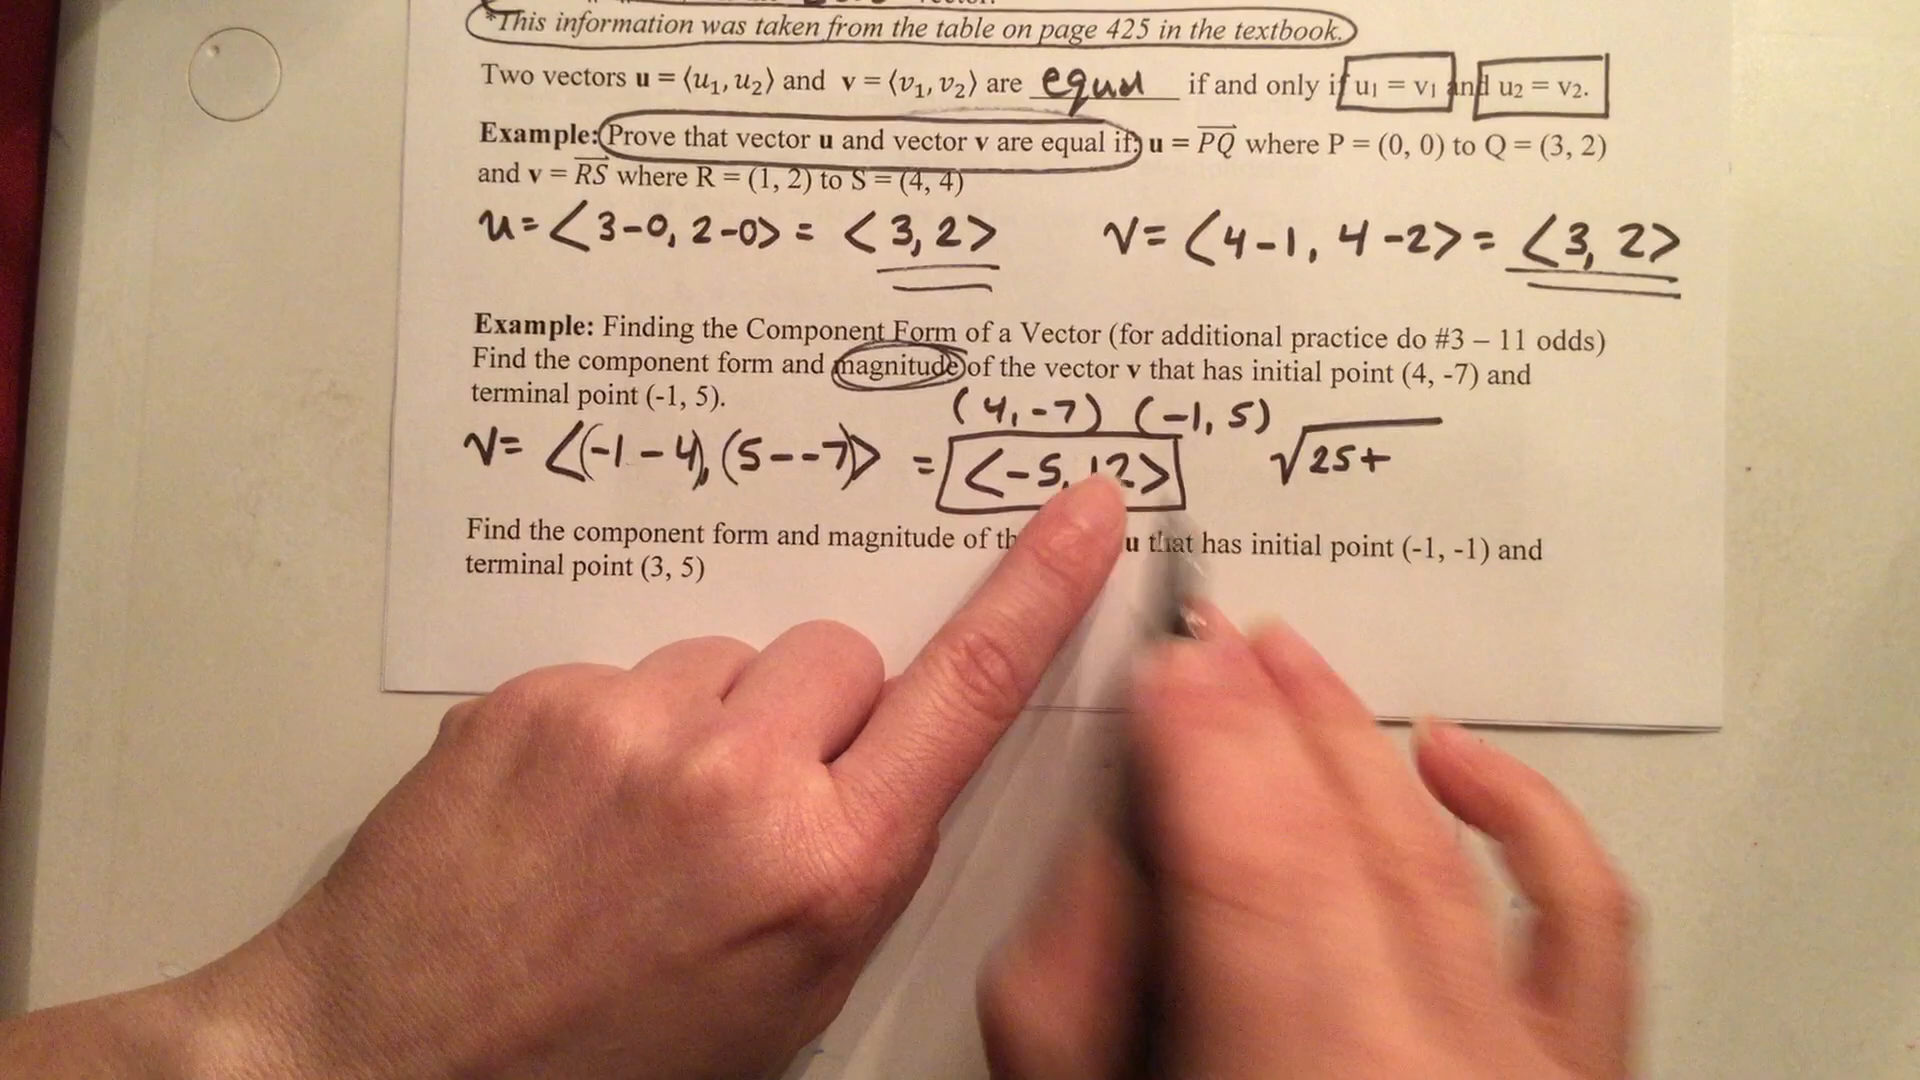 *This information was taken from the table on page 425 in the textbook.
Two vectors u = ⟨u₁, u₂⟩ and v = ⟨v₁, v₂⟩ are equal if and only if u₁ = v₁ and u₂ = v₂.
Example: Prove that vector u and vector v are equal if: u = PQ where P = (0, 0) to Q = (3, 2)
and v = RS where R = (1, 2) to S = (4, 4)
u = <3-0, 2-0> = <3, 2> v = <4-1, 4-2> = <3, 2>
Example: Finding the Component Form of a Vector (for additional practice do #3 – 11 odds)
Find the component form and magnitude of the vector v that has initial point (4, -7) and
terminal point (-1, 5).
(4, -7) (-1, 5)
v = <(-1 - 4), (5 - -7)> = <-5, 12> √25+
Find the component form and magnitude of u that has initial point (-1, -1) and
terminal point (3, 5)